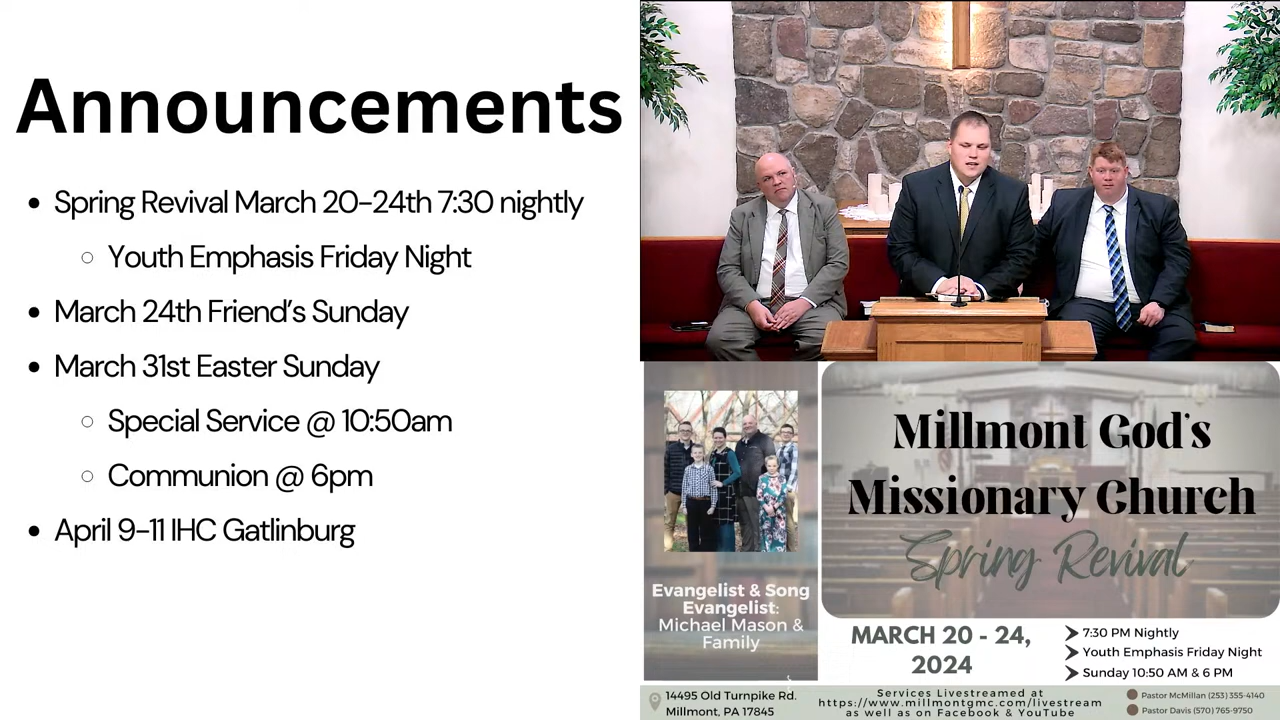 Announcements
• Spring Revival March 20-24th 7:30 nightly
◦ Youth Emphasis Friday Night
• March 24th Friend's Sunday
• March 31st Easter Sunday
◦ Special Service @ 10:50am
◦ Communion @ 6pm
• April 9-11 IHC Gatlinburg
Evangelist & Song
Evangelist:
Michael Mason &
Family
Millmont God's
Missionary Church
Spring Revival
MARCH 20 - 24,
2024
7:30 PM Nightly
Youth Emphasis Friday Night
Sunday 10:50 AM & 6 PM
14495 Old Turnpike Rd.
Millmont, PA 17845
Services Livestreamed at
https://www.millmontgmc.com/livestream
as well as on Facebook & YouTube
Pastor McMillan (253) 355-4140
Pastor Davis (570) 765-9750